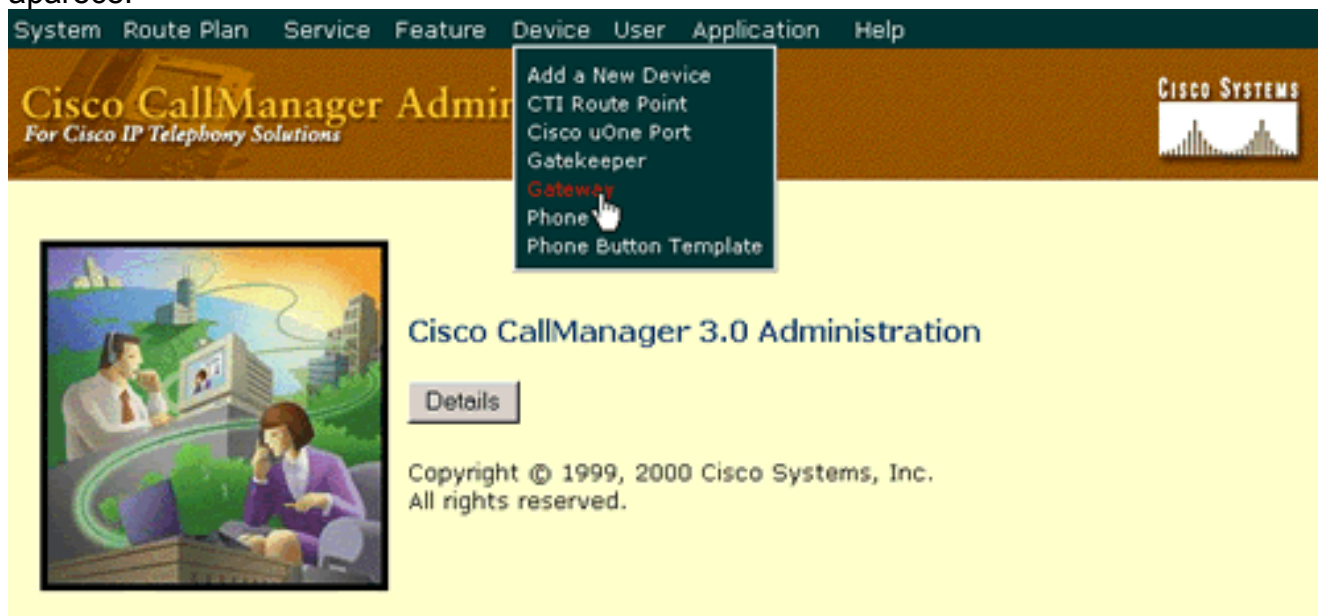 aparece.
System Route Plan Service Feature Device User Application Help
Cisco CallManager Admin
For Cisco IP Telephony Solutions
CISCO SYSTEMS
Add a New Device
CTI Route Point
Cisco uOne Port
Gatekeeper
Gateway
Phone
Phone Button Template
Cisco CallManager 3.0 Administration
Details
Copyright © 1999, 2000 Cisco Systems, Inc.
All rights reserved.